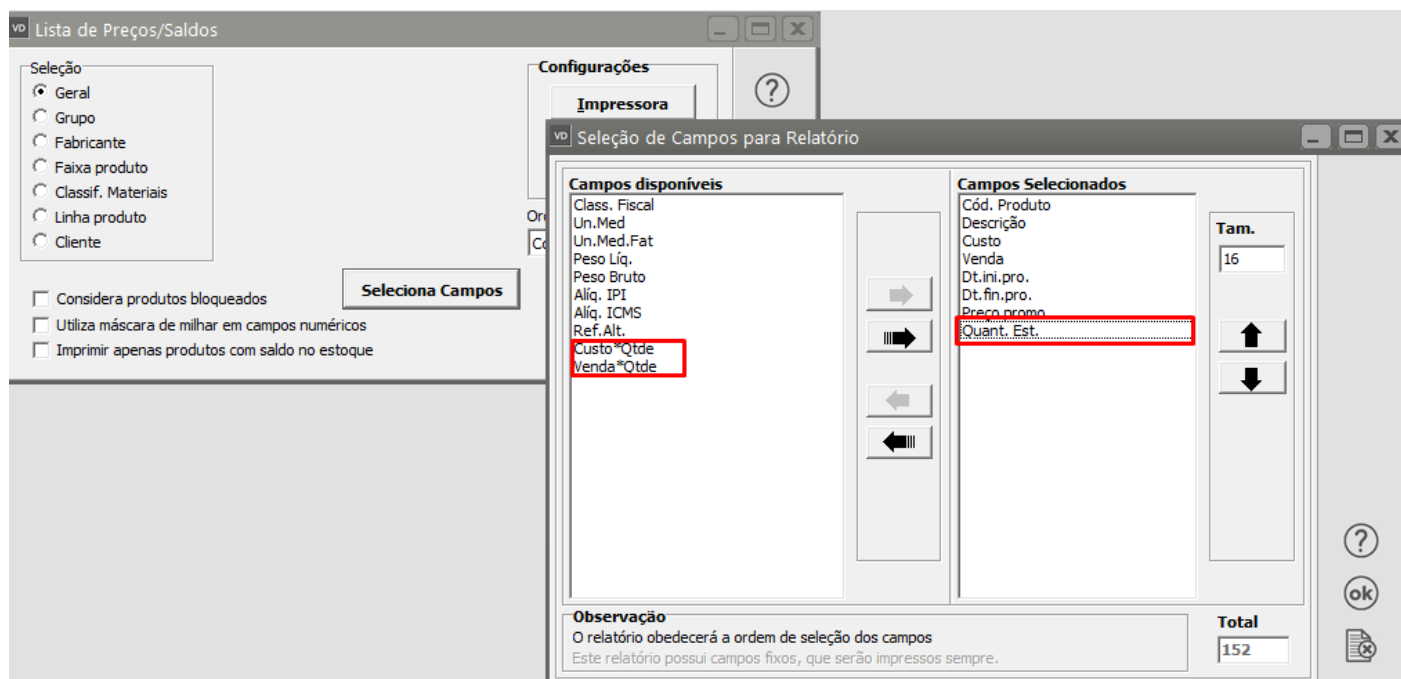 VD Lista de Preços/Saldos
Seleção
Geral
Grupo
Fabricante
Faixa produto
Classif. Materiais
Linha produto
Cliente
Configurações
Impressora
Seleciona Campos
Considera produtos bloqueados
Utiliza máscara de milhar em campos numéricos
Imprimir apenas produtos com saldo no estoque
VD Seleção de Campos para Relatório
Campos disponíveis
Class. Fiscal
Un.Med
Un.Med.Fat
Peso Líq.
Peso Bruto
Alíq. IPI
Alíq. ICMS
Ref.Alt.
Custo*Qtde
Venda*Qtde
Campos Selecionados
Cód. Produto
Descrição
Custo
Venda
Dt.ini.pro.
Dt.fin.pro.
Preço promo
Quant. Est.
Tam.
16
ok
Observação
O relatório obedecerá a ordem de seleção dos campos
Este relatório possui campos fixos, que serão impressos sempre.
Total
152